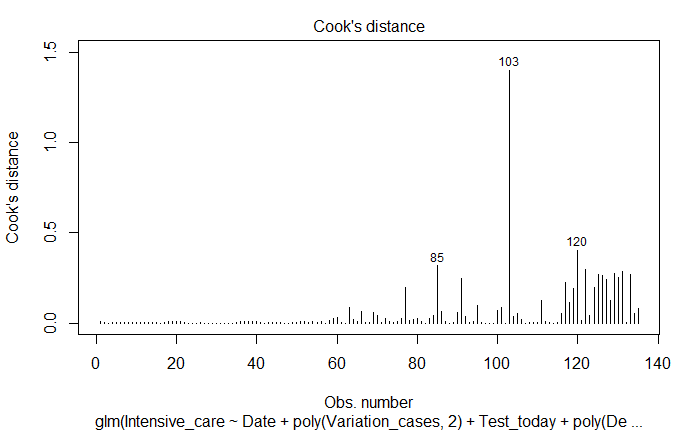 Cook's distance
1.5
1.0
0.5
0.0
Cook's distance
103
85
120
0 20 40 60 80 100 120 140
Obs. number
glm(Intensive_care ~ Date + poly(Variation_cases, 2) + Test_today + poly(De ...